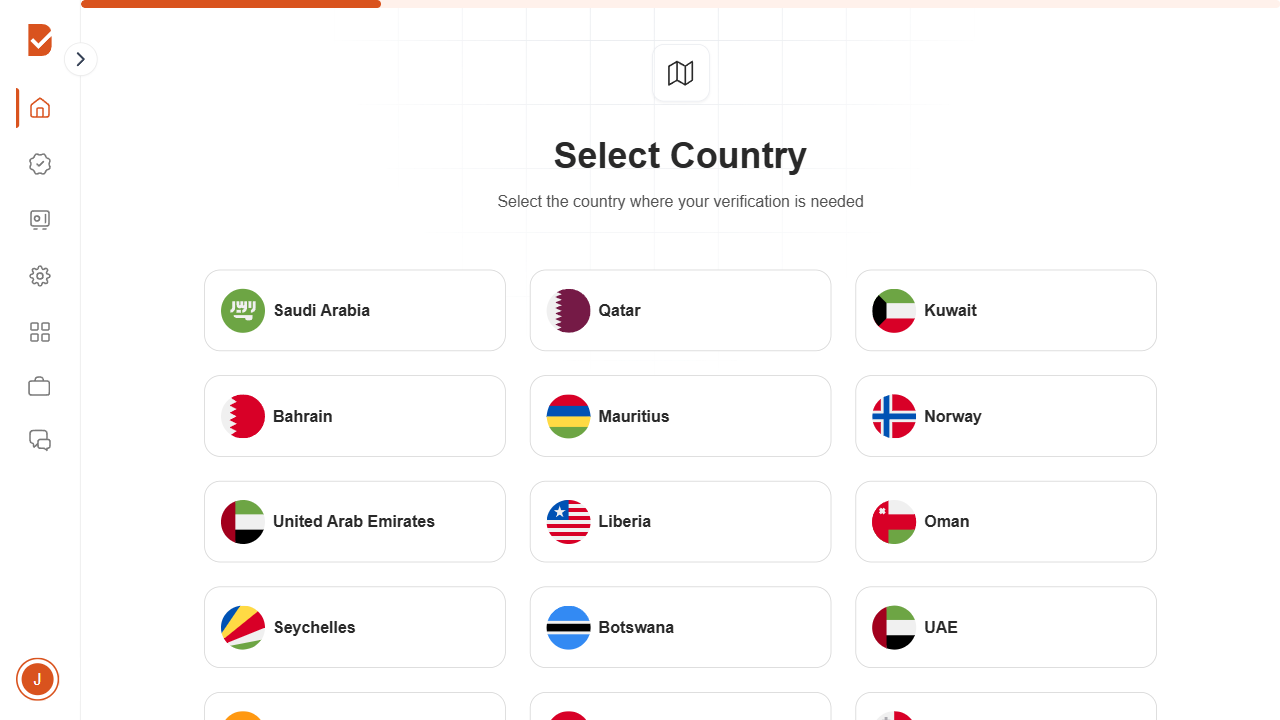 Select Country
Select the country where your verification is needed
Saudi Arabia
Qatar
Kuwait
Bahrain
Mauritius
Norway
United Arab Emirates
Liberia
Oman
Seychelles
Botswana
UAE
J